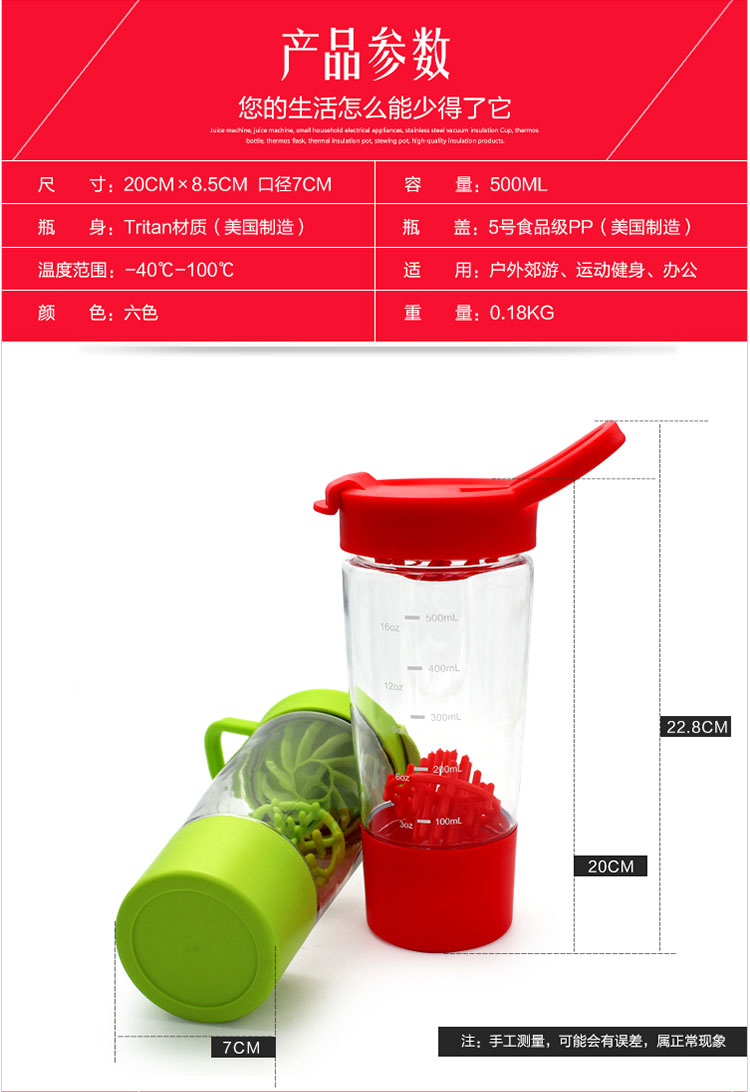 产品参数
您的生活怎么能少得了它
Juice machine, juice machine, small household electrical appliances, stainless steel vacuum insulation Cup, thermos
bottle, thermos flask, thermal insulation pot, stewing pot, high-quality insulation products.
尺 寸：20CM×8.5CM 口径7CM 容 量：500ML
瓶 身：Tritan材质（美国制造） 瓶 盖：5号食品级PP（美国制造）
温度范围：-40℃-100℃ 适 用：户外郊游、运动健身、办公
颜 色：六色 重 量：0.18KG
500mL
16oz
400mL
12oz
300mL
22.8CM
200mL
6oz
100mL
3oz
20CM
7CM
注：手工测量，可能会有误差，属正常现象